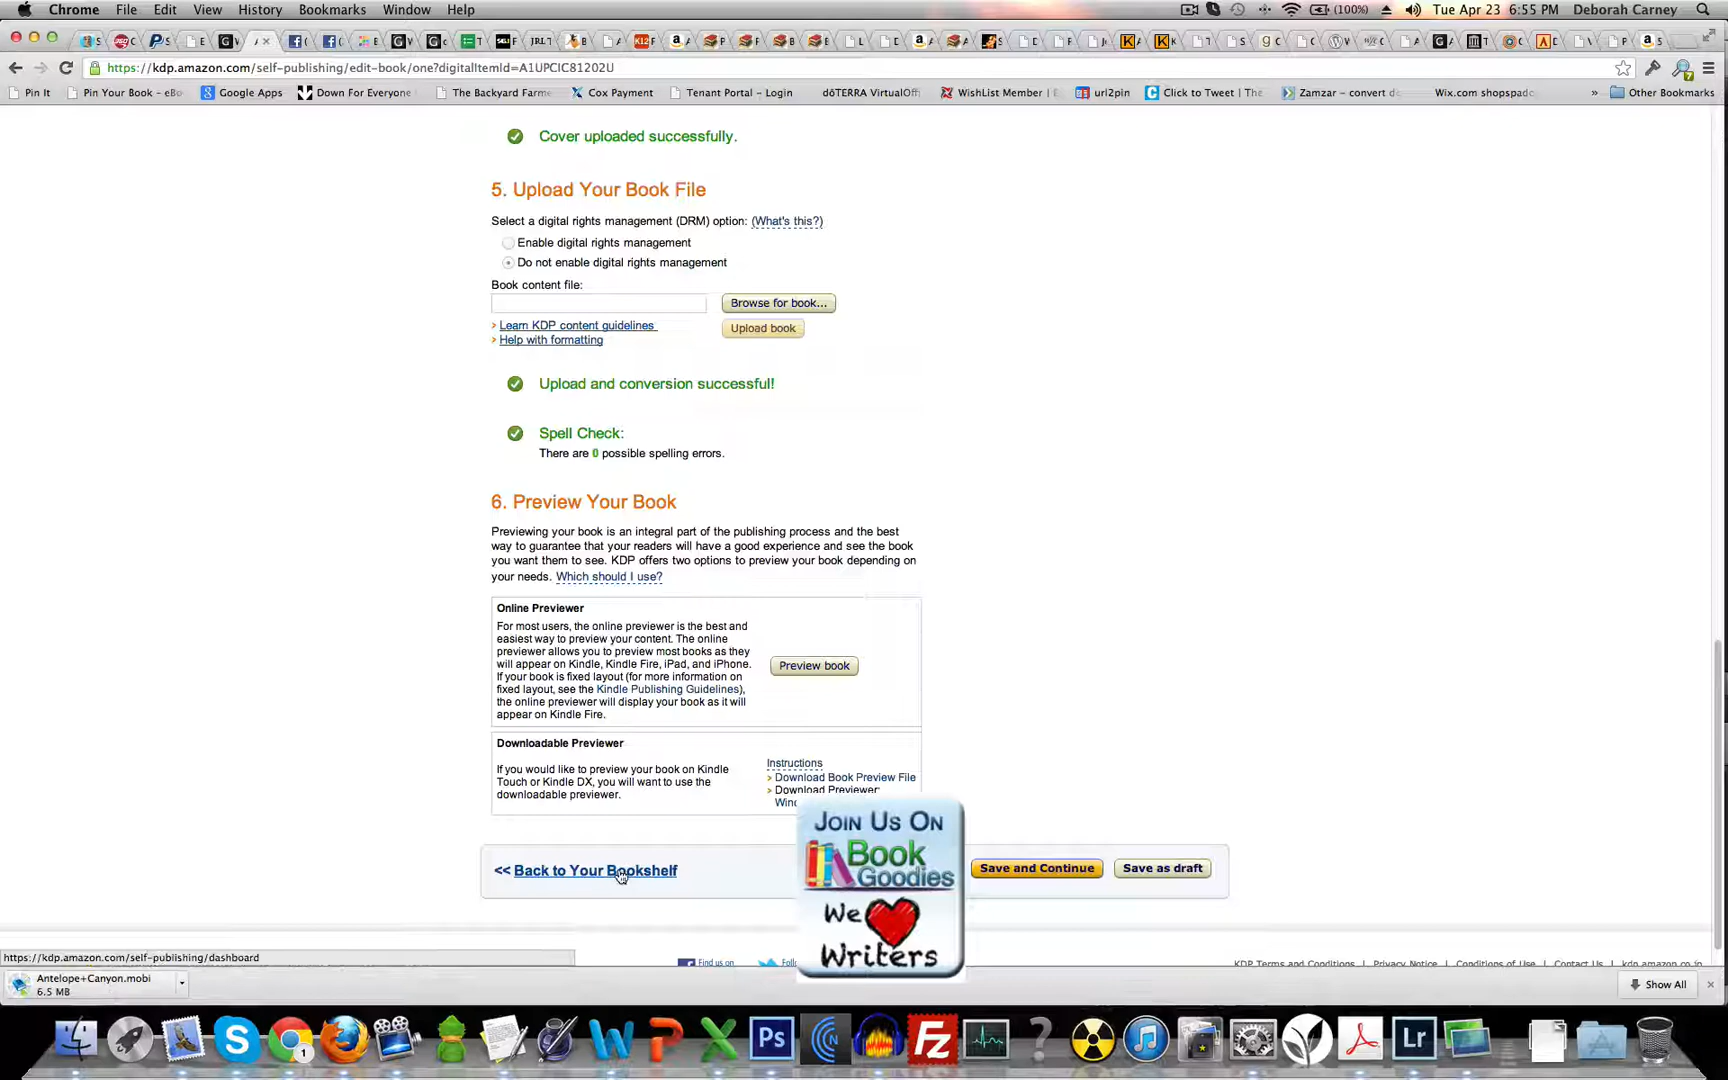 Chrome File Edit View History Bookmarks Window Help
(100%) Tue Apr 23 6:55 PM Deborah Carney
https://kdp.amazon.com/self-publishing/edit-book/one?digitalItemId=A1UPCIC81202U
Pin It Pin Your Book – eBo Google Apps Down For Everyone The Backyard Farme Cox Payment Tenant Portal – Login dōTERRA VirtualOffi WishList Member | url2pin Click to Tweet | The Zamzar – convert do Wix.com shopspado » Other Bookmarks
Cover uploaded successfully.
5. Upload Your Book File
Select a digital rights management (DRM) option: (What's this?)
Enable digital rights management
Do not enable digital rights management
Book content file:
Browse for book...
Learn KDP content guidelines
Upload book
Help with formatting
Upload and conversion successful!
Spell Check:
There are 0 possible spelling errors.
6. Preview Your Book
Previewing your book is an integral part of the publishing process and the best
way to guarantee that your readers will have a good experience and see the book
you want them to see. KDP offers two options to preview your book depending on
your needs. Which should I use?
Online Previewer
For most users, the online previewer is the best and
easiest way to preview your content. The online
previewer allows you to preview most books as they
will appear on Kindle, Kindle Fire, iPad, and iPhone.
If your book is fixed layout (for more information on
fixed layout, see the Kindle Publishing Guidelines),
the online previewer will display your book as it will
appear on Kindle Fire.
Preview book
Downloadable Previewer
If you would like to preview your book on Kindle
Touch or Kindle DX, you will want to use the
downloadable previewer.
Instructions
Download Book Preview File
Download Previewer:
JOIN US ON
Book
Goodies
We
Writers
<< Back to Your Bookshelf
Save and Continue
Save as draft
https://kdp.amazon.com/self-publishing/dashboard
Find us on
KDP Terms and Conditions | Privacy Notice | Conditions of Use | Contact Us | kdp.amazon.co.jp
Antelope+Canyon.mobi
6.5 MB
Show All
1
Ps
Fz
Lr